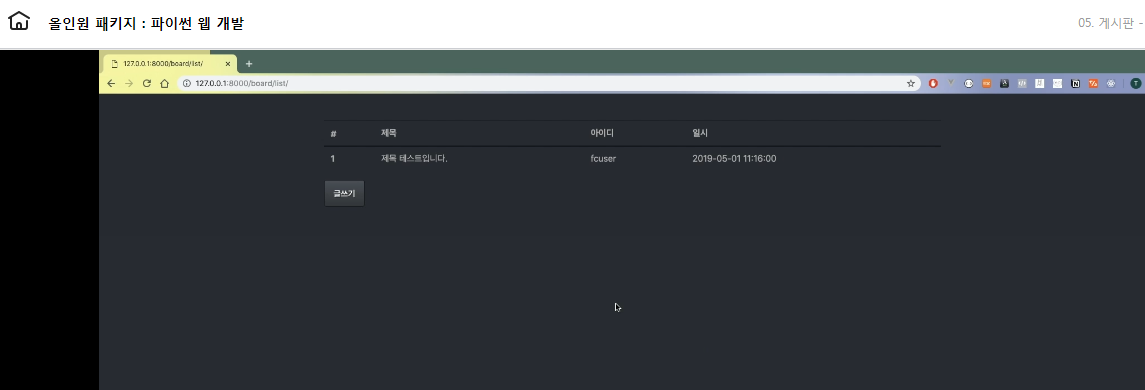 올인원 패키지 : 파이썬 웹 개발
05. 게시판 -
127.0.0.1:8000/board/list/
127.0.0.1:8000/board/list/
# 제목 아이디 일시
1 제목 테스트입니다. fcuser 2019-05-01 11:16:00
글쓰기